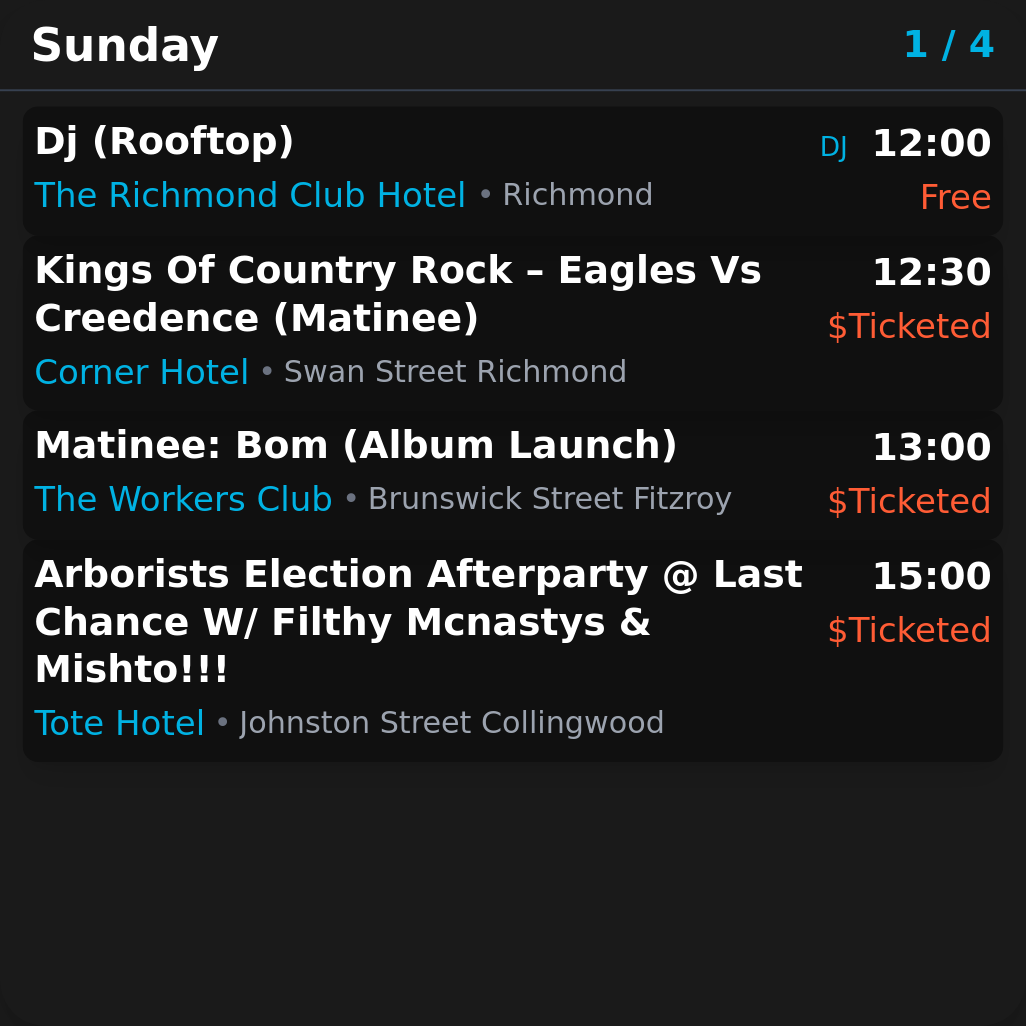 Sunday
1 / 4
Dj (Rooftop)
DJ 12:00
The Richmond Club Hotel • Richmond
Free
Kings Of Country Rock – Eagles Vs
Creedence (Matinee)
12:30
$Ticketed
Corner Hotel • Swan Street Richmond
Matinee: Bom (Album Launch)
13:00
The Workers Club • Brunswick Street Fitzroy
$Ticketed
Arborists Election Afterparty @ Last
Chance W/ Filthy Mcnastys &
Mishto!!!
15:00
$Ticketed
Tote Hotel • Johnston Street Collingwood